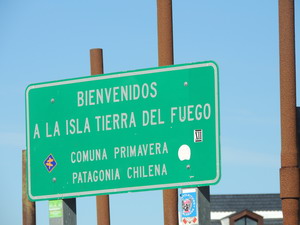 BIENVENIDOS
A LA ISLA TIERRA DEL FUEGO
COMUNA PRIMAVERA
PATAGONIA CHILENA